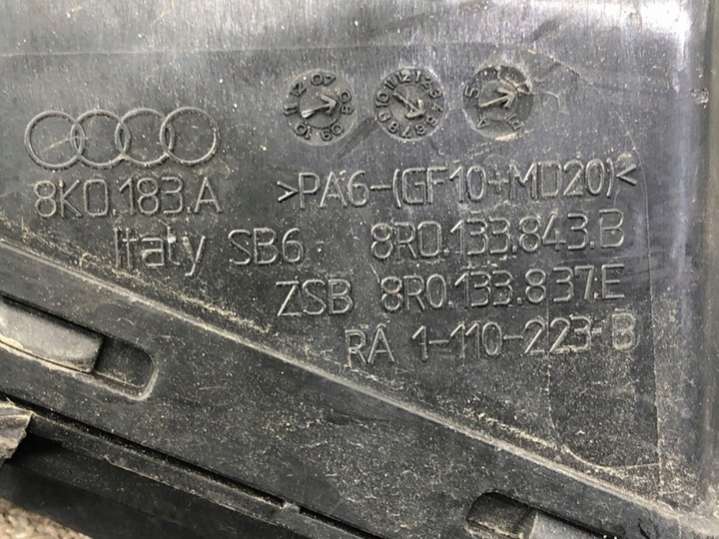 8K0.183.A
>PA6-(GF10+MD20)<
Italy SB6 8R0.133.843.B
ZSB 8R0.133.837.E
RA 1-110-223-B